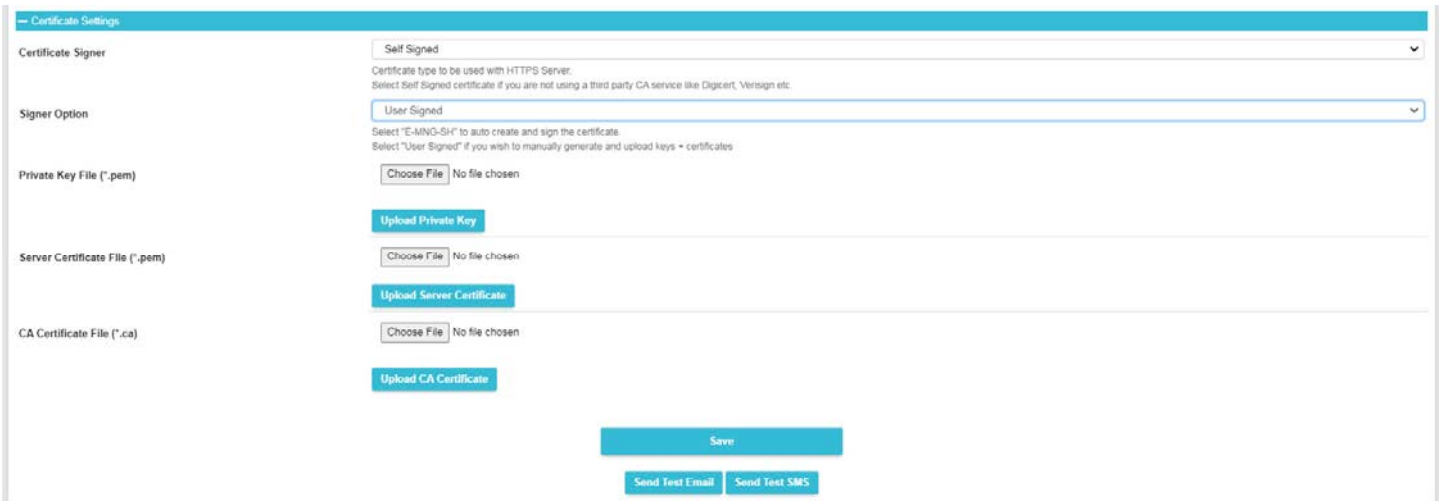 – Certificate Settings
Certificate Signer
Self Signed
Certificate type to be used with HTTPS Server.
Select Self Signed certificate if you are not using a third party CA service like Digicert, Verisign etc.
Signer Option
User Signed
Select "E-MNG-SH" to auto create and sign the certificate.
Select "User Signed" if you wish to manually generate and upload keys + certificates
Private Key File (*.pem)
Choose File No file chosen
Upload Private Key
Server Certificate File (*.pem)
Choose File No file chosen
Upload Server Certificate
CA Certificate File (*.ca)
Choose File No file chosen
Upload CA Certificate
Save
Send Test Email Send Test SMS